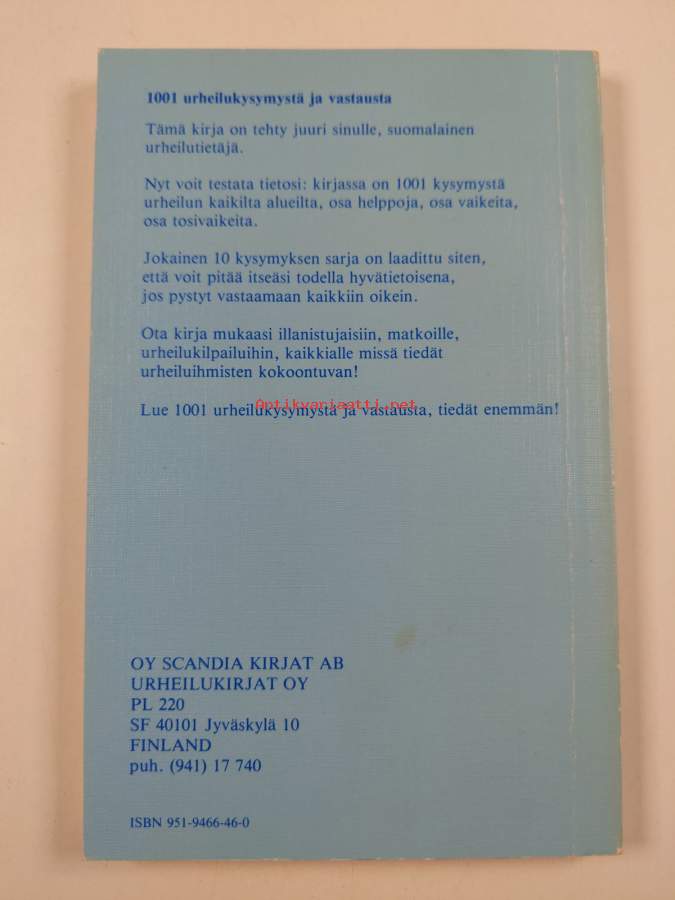 1001 urheilukysymystä ja vastausta
Tämä kirja on tehty juuri sinulle, suomalainen
urheilutietäjä.
Nyt voit testata tietosi: kirjassa on 1001 kysymystä
urheilun kaikilta alueilta, osa helppoja, osa vaikeita,
osa tosivaikeita.
Jokainen 10 kysymyksen sarja on laadittu siten,
että voit pitää itseäsi todella hyvätietoisena,
jos pystyt vastaamaan kaikkiin oikein.
Ota kirja mukaasi illanistujaisiin, matkoille,
urheilukilpailuihin, kaikkialle missä tiedät
urheiluihmisten kokoontuvan!
Lue 1001 urheilukysymystä ja vastausta, tiedät enemmän!
Antikvariaatti.net
OY SCANDIA KIRJAT AB
URHEILUKIRJAT OY
PL 220
SF 40101 Jyväskylä 10
FINLAND
puh. (941) 17 740
ISBN 951-9466-46-0